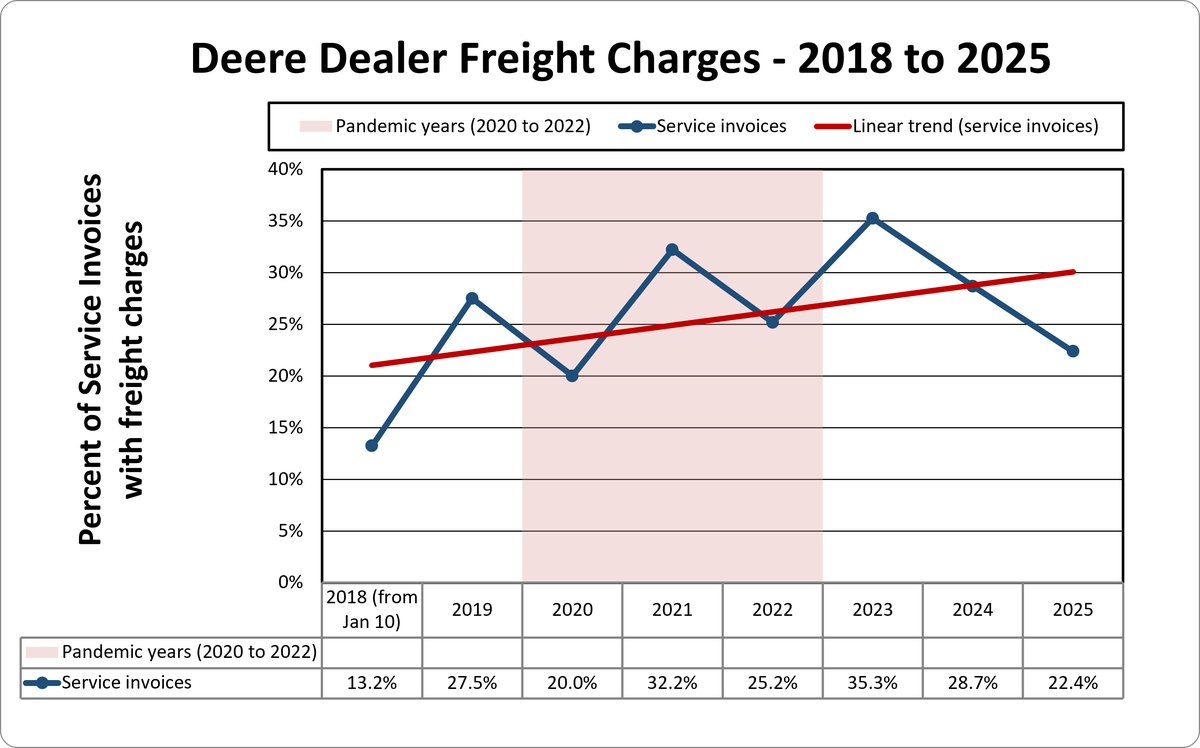 Deere Dealer Freight Charges - 2018 to 2025
Pandemic years (2020 to 2022) Service invoices Linear trend (service invoices)
Percent of Service Invoices
with freight charges
40%
35%
30%
25%
20%
15%
10%
5%
0%
2018 (from
Jan 10) 2019 2020 2021 2022 2023 2024 2025
Pandemic years (2020 to 2022)
Service invoices 13.2% 27.5% 20.0% 32.2% 25.2% 35.3% 28.7% 22.4%